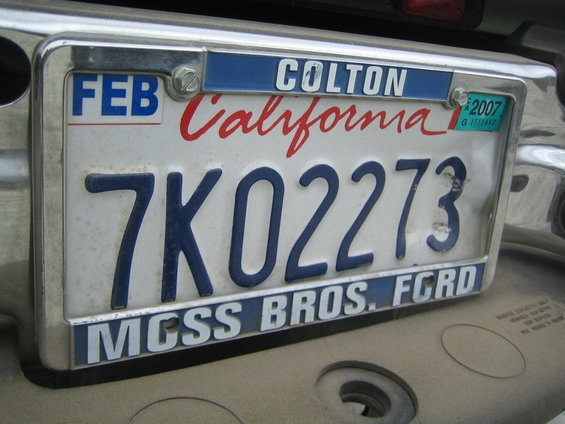 COLTON
FEB California 2007
7K02273
MOSS BROS. FORD